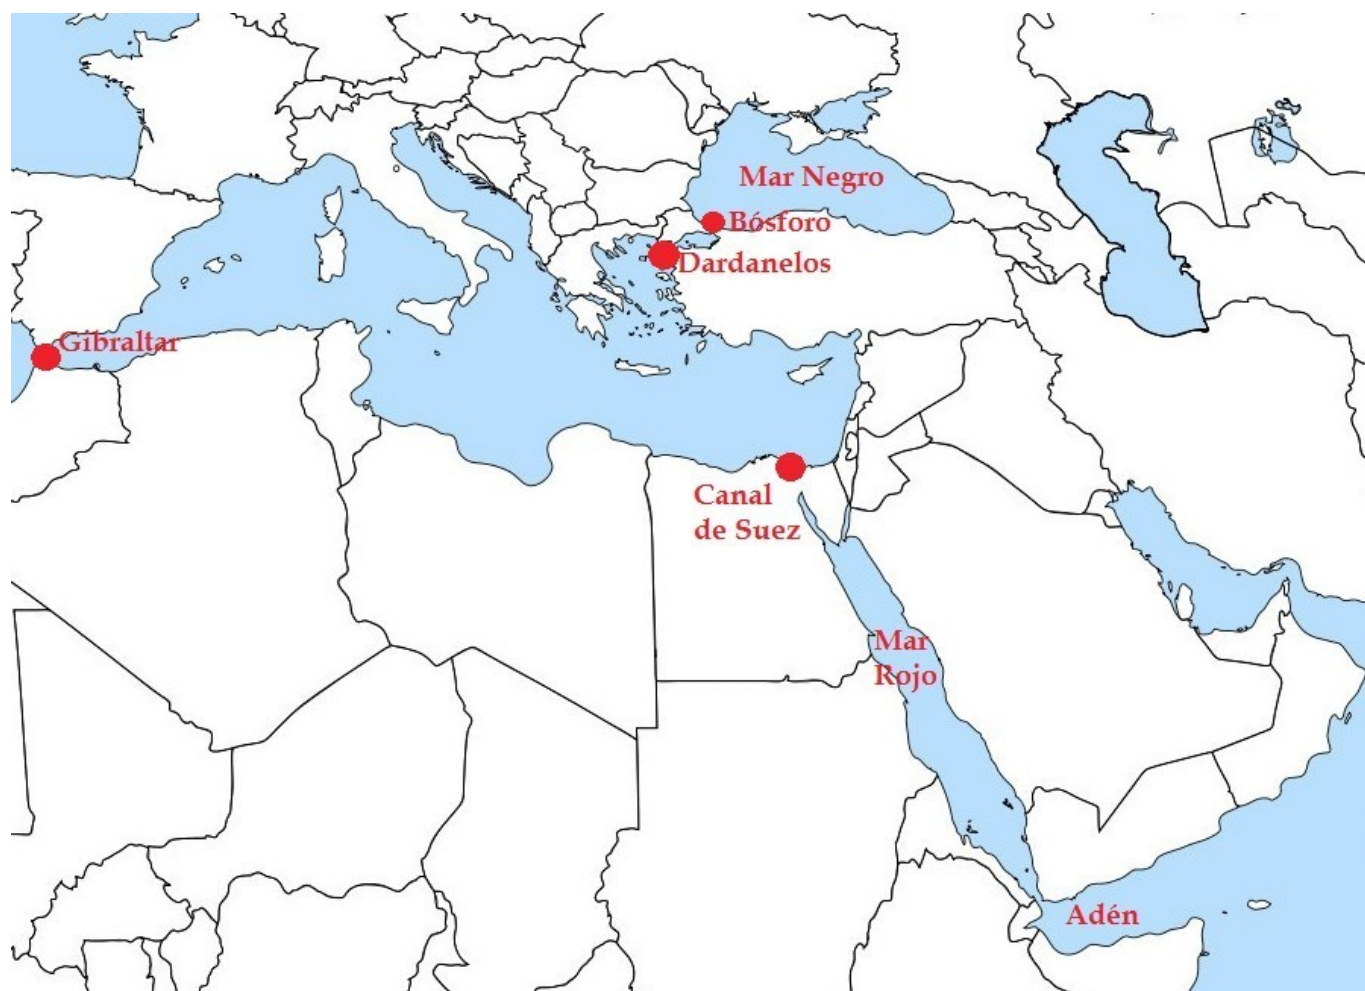 Mar Negro
Bósforo
Dardanelos
Gibraltar
Canal
de Suez
Mar
Rojo
Adén